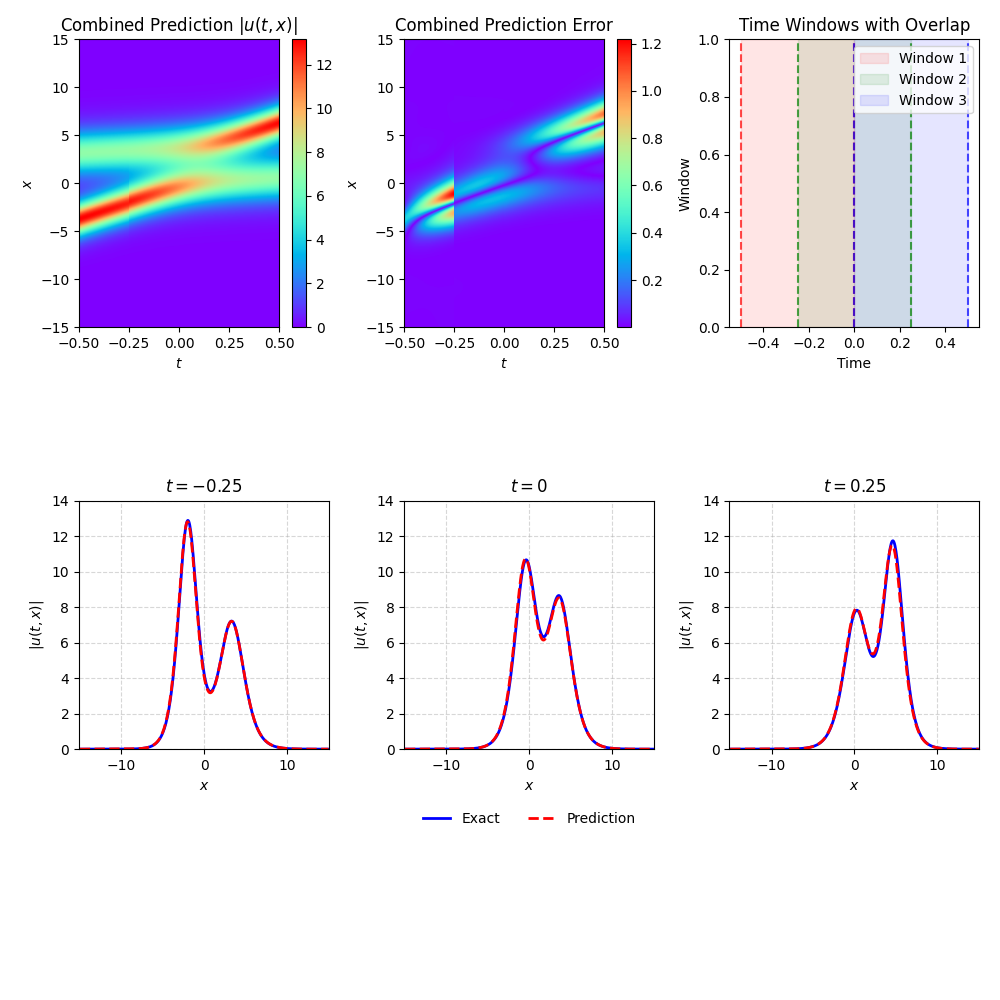 Combined Prediction |u(t, x)|
Combined Prediction Error
Time Windows with Overlap
15
10
5
0
−5
−10
−15
x
−0.50 −0.25 0.00 0.25 0.50
t
12
10
8
6
4
2
0
15
10
5
0
−5
−10
−15
x
−0.50 −0.25 0.00 0.25 0.50
t
1.2
1.0
0.8
0.6
0.4
0.2
1.0
0.8
0.6
0.4
0.2
0.0
Window
−0.4 −0.2 0.0 0.2 0.4
Time
Window 1
Window 2
Window 3
t = −0.25
14
12
10
8
6
4
2
0
|u(t, x)|
−10 0 10
x
t = 0
14
12
10
8
6
4
2
0
|u(t, x)|
−10 0 10
x
t = 0.25
14
12
10
8
6
4
2
0
|u(t, x)|
−10 0 10
x
Exact Prediction